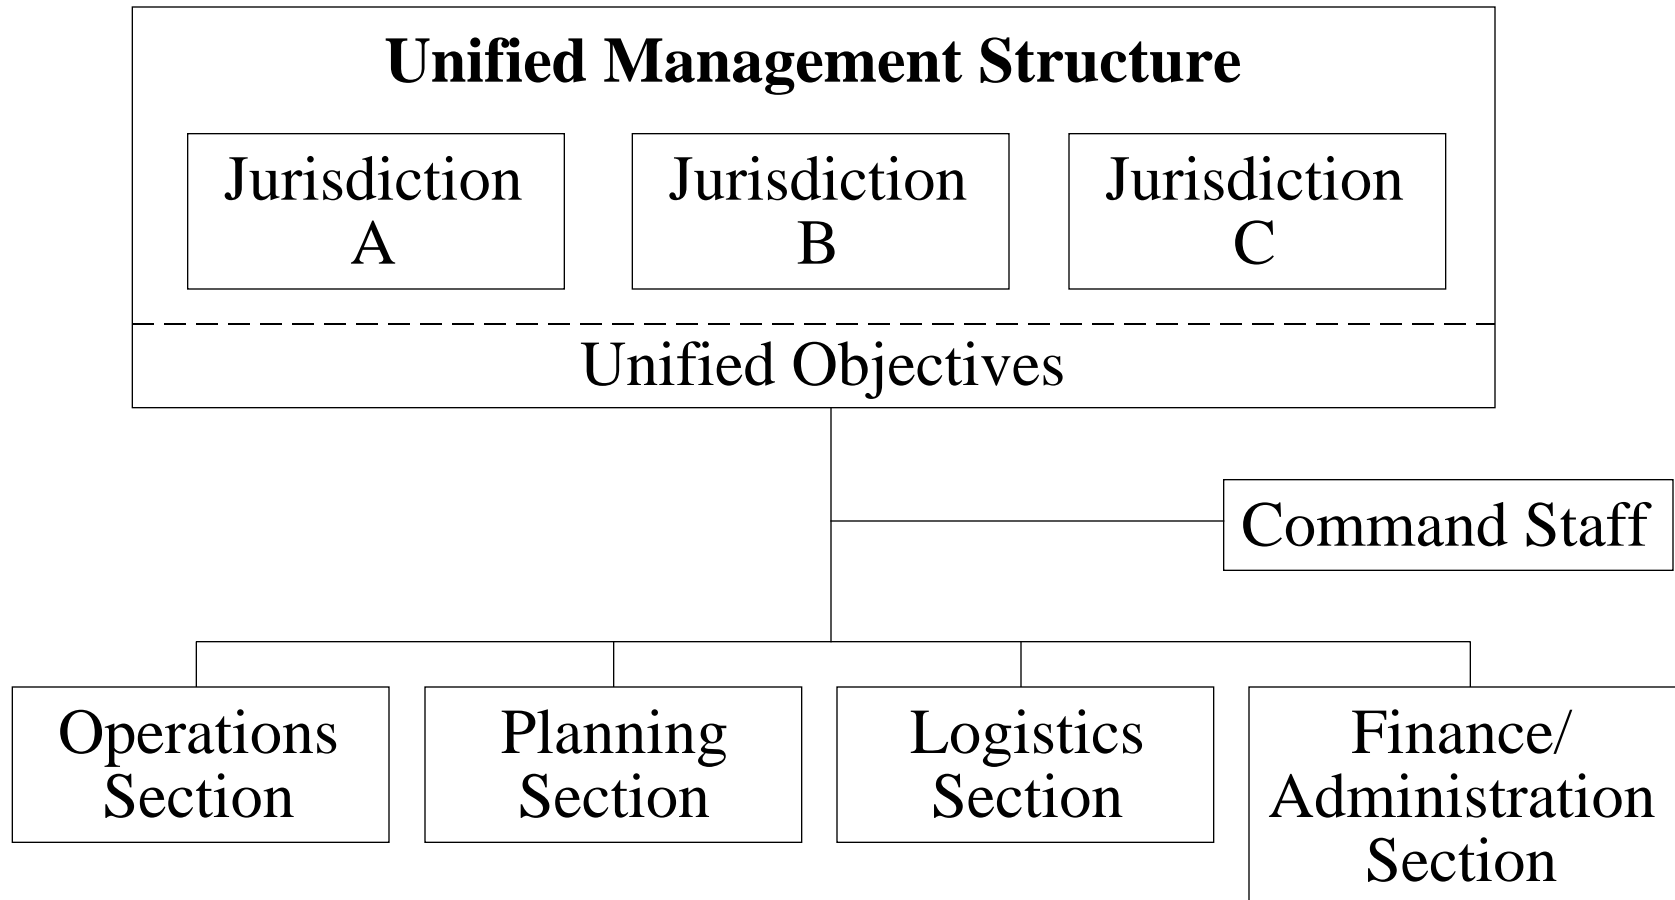 Unified Management Structure
Jurisdiction
A
Jurisdiction
B
Jurisdiction
C
Unified Objectives
Command Staff
Operations
Section
Planning
Section
Logistics
Section
Finance/
Administration
Section